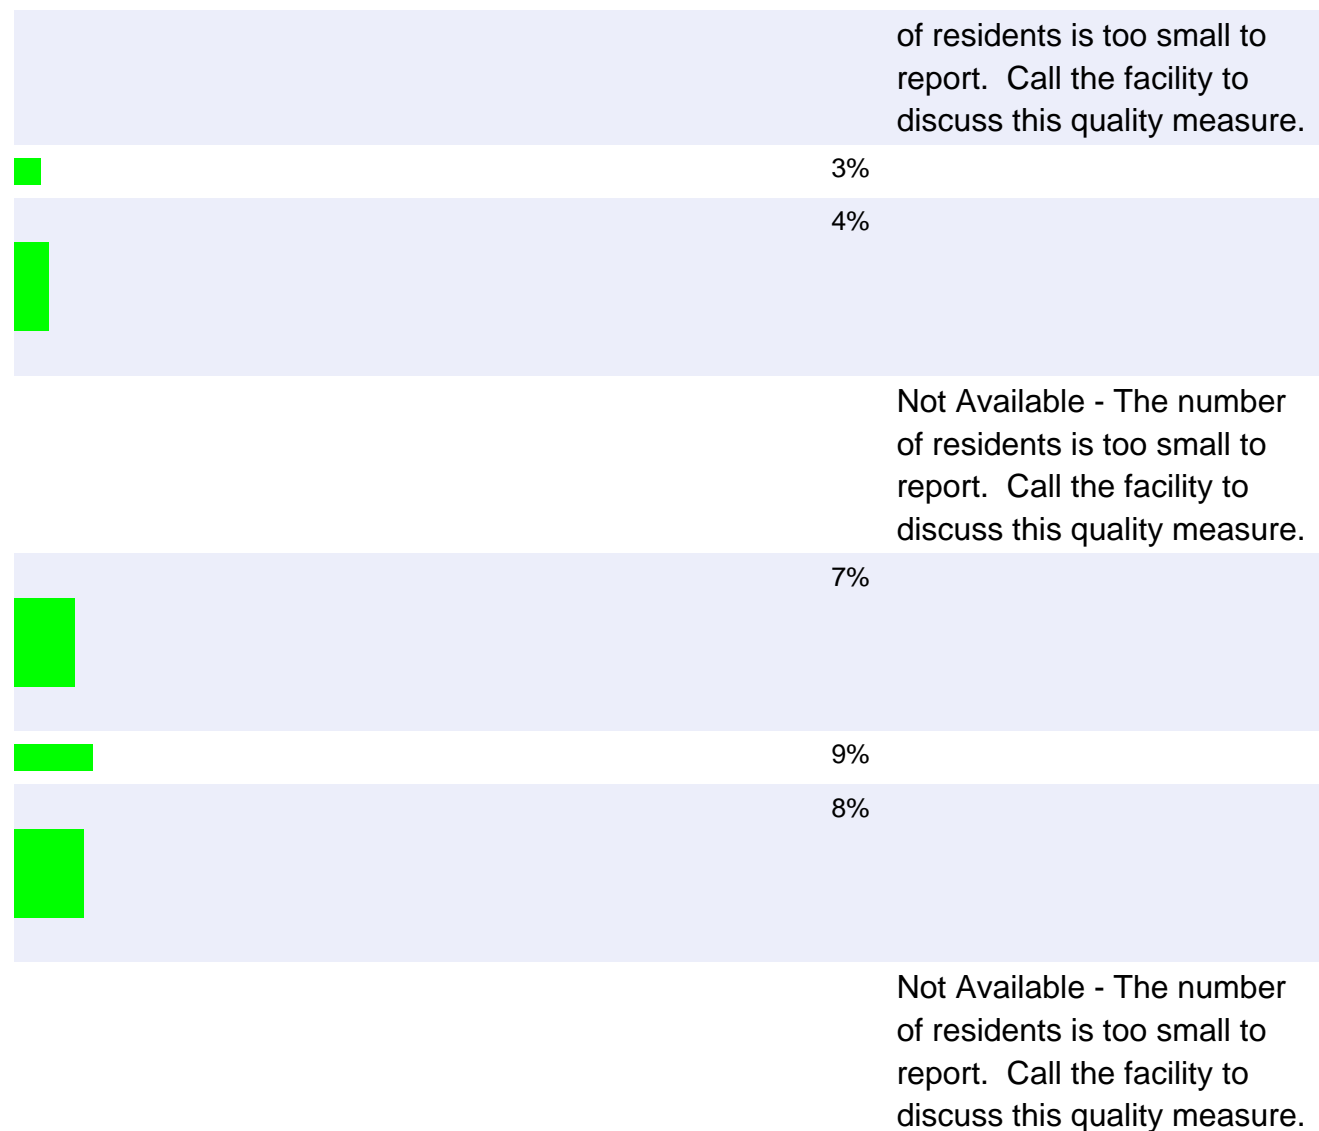 of residents is too small to
report.  Call the facility to
discuss this quality measure.
3%
4%
Not Available - The number
of residents is too small to
report.  Call the facility to
discuss this quality measure.
7%
9%
8%
Not Available - The number
of residents is too small to
report.  Call the facility to
discuss this quality measure.